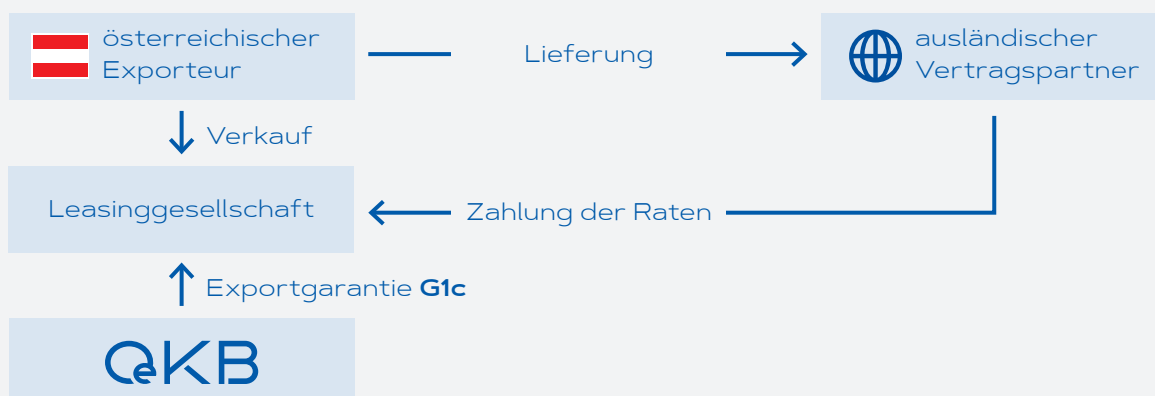 österreichischer
Exporteur
Lieferung
ausländischer
Vertragspartner
Verkauf
Leasinggesellschaft
Zahlung der Raten
Exportgarantie G1c
OeKB